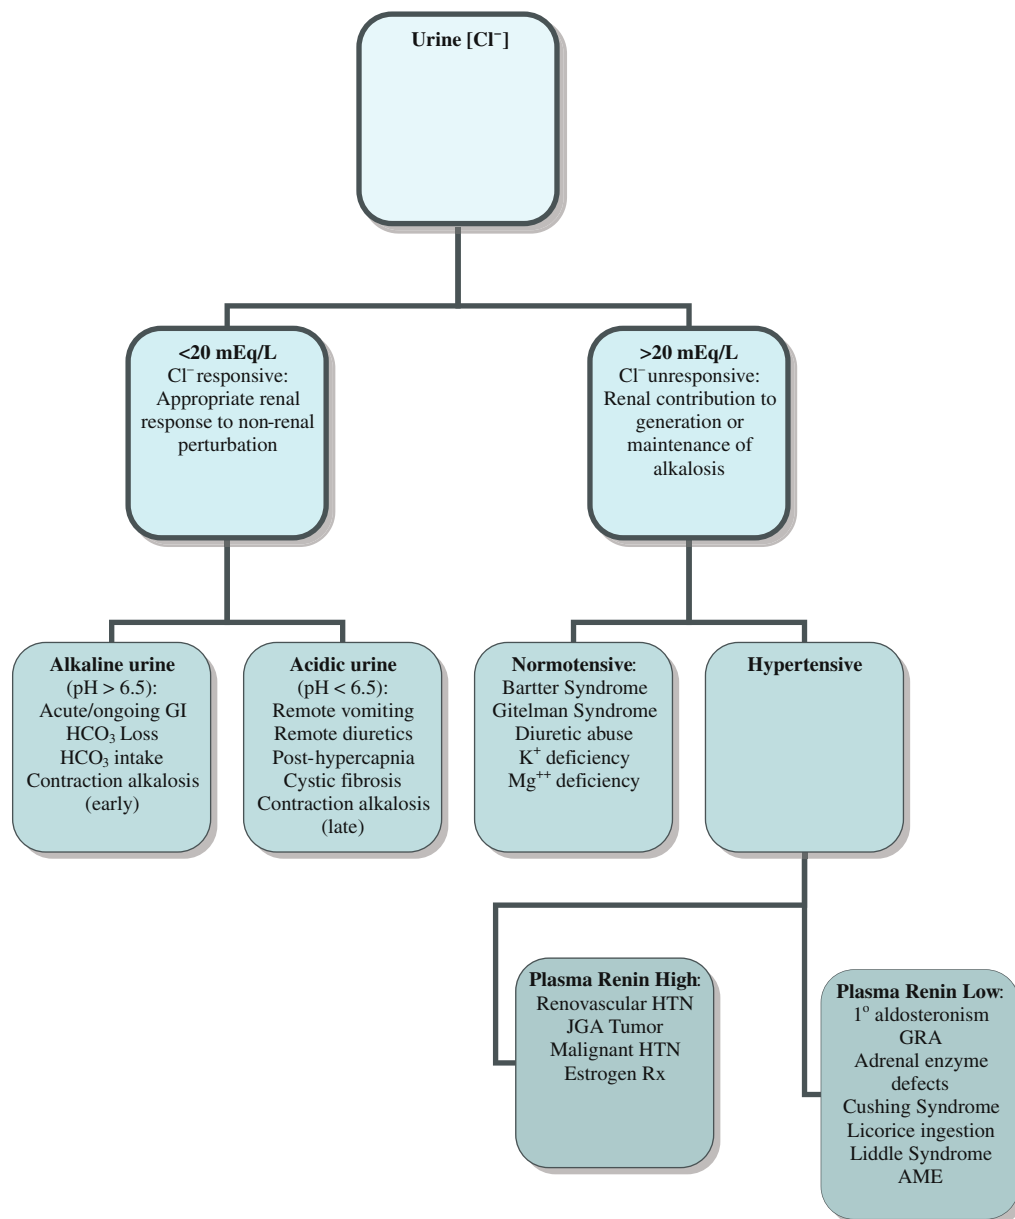 Urine [Cl⁻]
<20 mEq/L
Cl⁻ responsive:
Appropriate renal
response to non-renal
perturbation
>20 mEq/L
Cl⁻ unresponsive:
Renal contribution to
generation or
maintenance of
alkalosis
Alkaline urine
(pH > 6.5):
Acute/ongoing GI
HCO₃ Loss
HCO₃ intake
Contraction alkalosis
(early)
Acidic urine
(pH < 6.5):
Remote vomiting
Remote diuretics
Post-hypercapnia
Cystic fibrosis
Contraction alkalosis
(late)
Normotensive:
Bartter Syndrome
Gitelman Syndrome
Diuretic abuse
K⁺ deficiency
Mg⁺⁺ deficiency
Hypertensive
Plasma Renin High:
Renovascular HTN
JGA Tumor
Malignant HTN
Estrogen Rx
Plasma Renin Low:
1° aldosteronism
GRA
Adrenal enzyme
defects
Cushing Syndrome
Licorice ingestion
Liddle Syndrome
AME